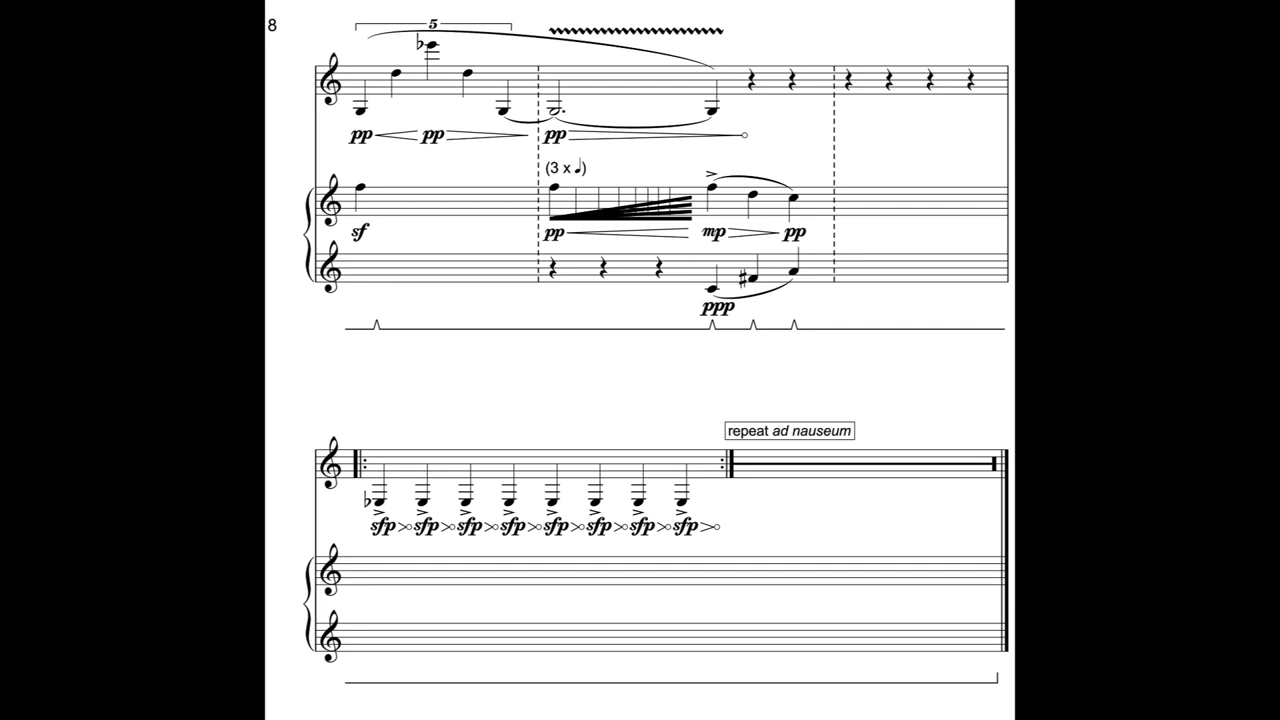 8
5
pp pp pp
(3 x ♩)
sf pp mp pp
ppp
repeat ad nauseum
sfp sfp sfp sfp sfp sfp sfp sfp